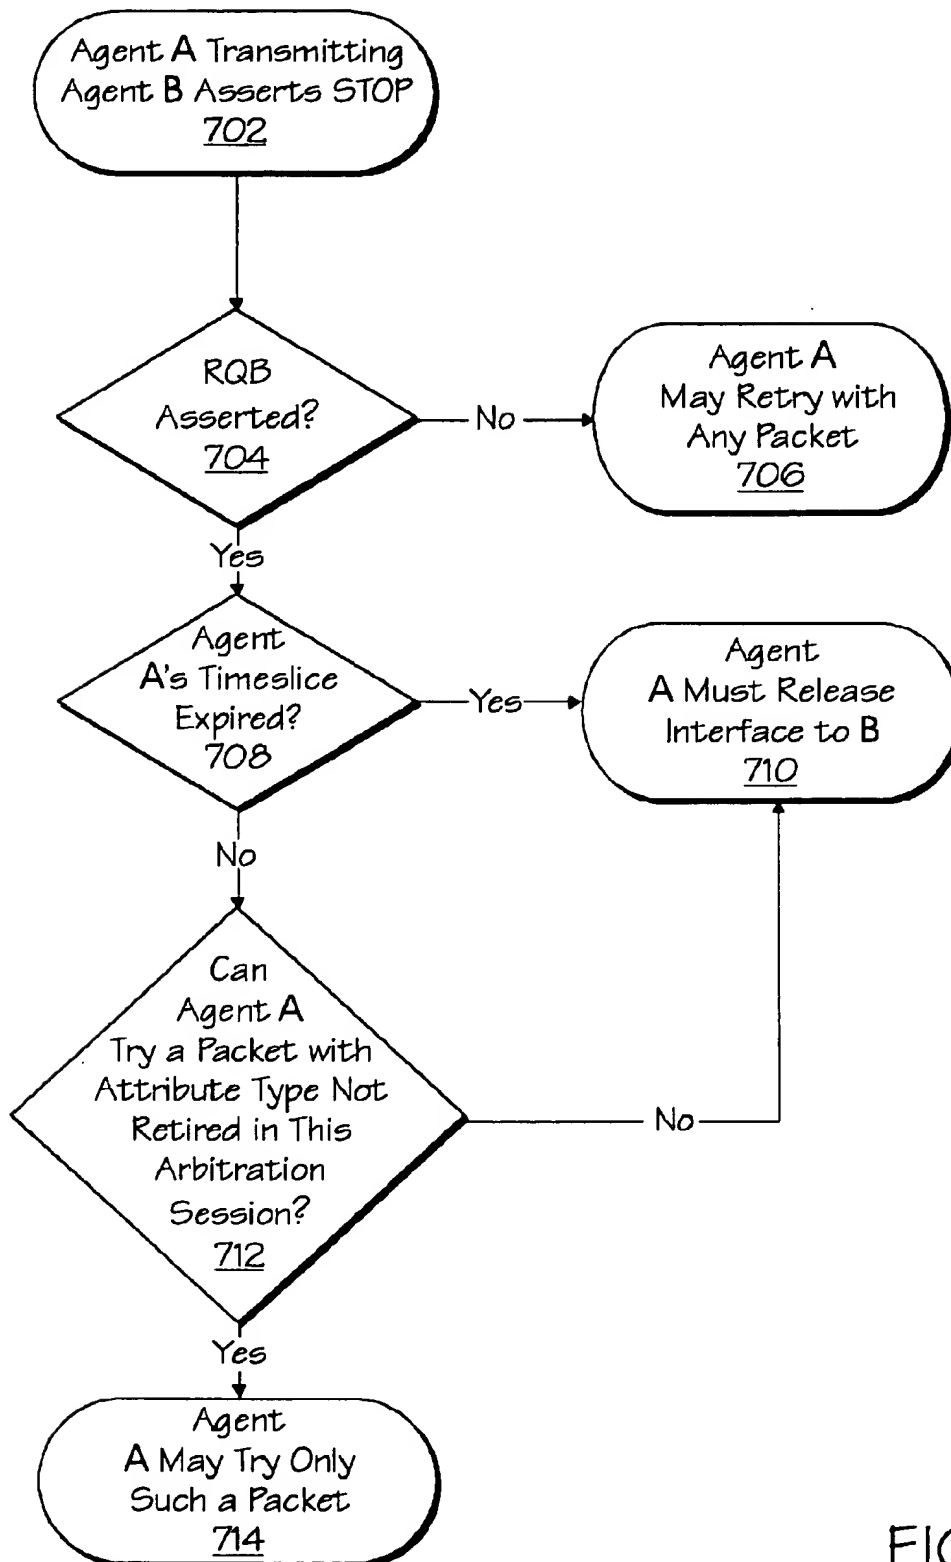 Agent A Transmitting
Agent B Asserts STOP
702
RQB
Asserted?
704
No
Agent A
May Retry with
Any Packet
706
Yes
Agent
A's Timeslice
Expired?
708
Yes
Agent
A Must Release
Interface to B
710
No
Can
Agent A
Try a Packet with
Attribute Type Not
Retired in This
Arbitration
Session?
712
No
Yes
Agent
A May Try Only
Such a Packet
714
FIG